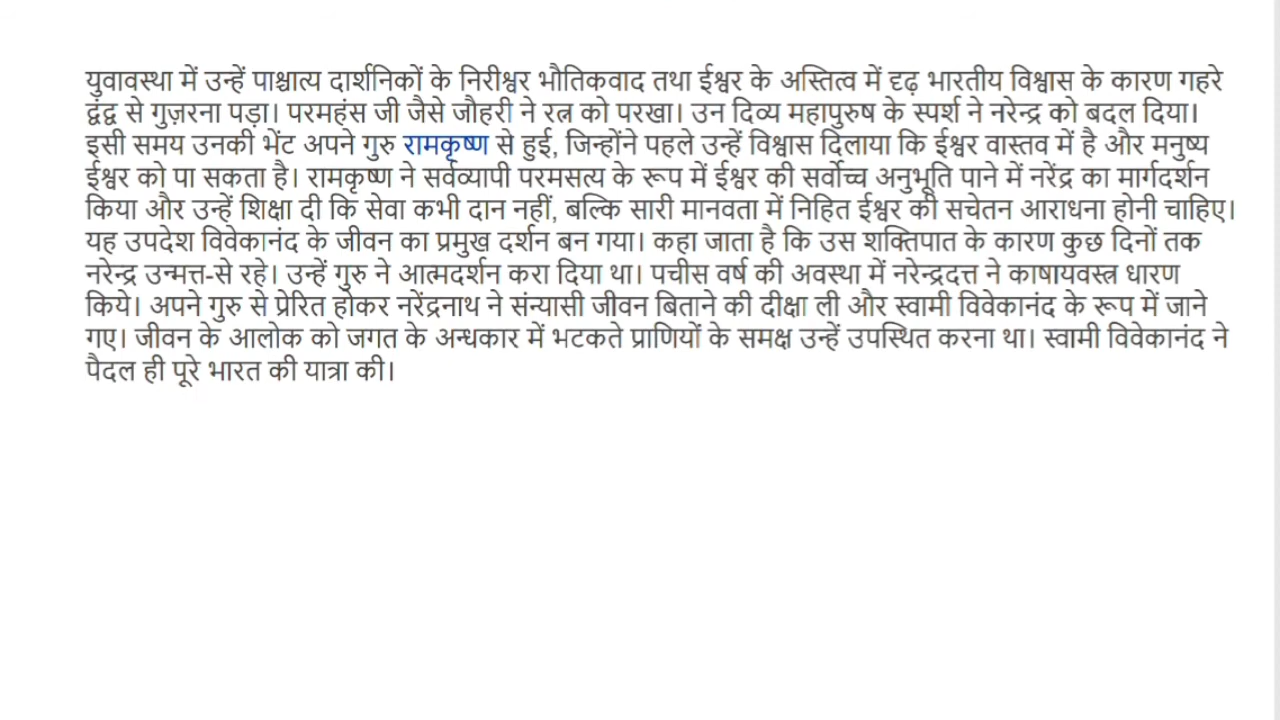 युवावस्था में उन्हें पाश्चात्य दार्शनिकों के निरीश्वर भौतिकवाद तथा ईश्वर के अस्तित्व में दृढ़ भारतीय विश्वास के कारण गहरे
द्वंद्व से गुज़रना पड़ा। परमहंस जी जैसे जौहरी ने रत्न को परखा। उन दिव्य महापुरुष के स्पर्श ने नरेन्द्र को बदल दिया।
इसी समय उनकी भेंट अपने गुरु रामकृष्ण से हुई, जिन्होंने पहले उन्हें विश्वास दिलाया कि ईश्वर वास्तव में है और मनुष्य
ईश्वर को पा सकता है। रामकृष्ण ने सर्वव्यापी परमसत्य के रूप में ईश्वर की सर्वोच्च अनुभूति पाने में नरेंद्र का मार्गदर्शन
किया और उन्हें शिक्षा दी कि सेवा कभी दान नहीं, बल्कि सारी मानवता में निहित ईश्वर की सचेतन आराधना होनी चाहिए।
यह उपदेश विवेकानंद के जीवन का प्रमुख दर्शन बन गया। कहा जाता है कि उस शक्तिपात के कारण कुछ दिनों तक
नरेन्द्र उन्मत्त-से रहे। उन्हें गुरु ने आत्मदर्शन करा दिया था। पचीस वर्ष की अवस्था में नरेन्द्रदत्त ने काषायवस्त्र धारण
किये। अपने गुरु से प्रेरित होकर नरेंद्रनाथ ने संन्यासी जीवन बिताने की दीक्षा ली और स्वामी विवेकानंद के रूप में जाने
गए। जीवन के आलोक को जगत के अन्धकार में भटकते प्राणियों के समक्ष उन्हें उपस्थित करना था। स्वामी विवेकानंद ने
पैदल ही पूरे भारत की यात्रा की।